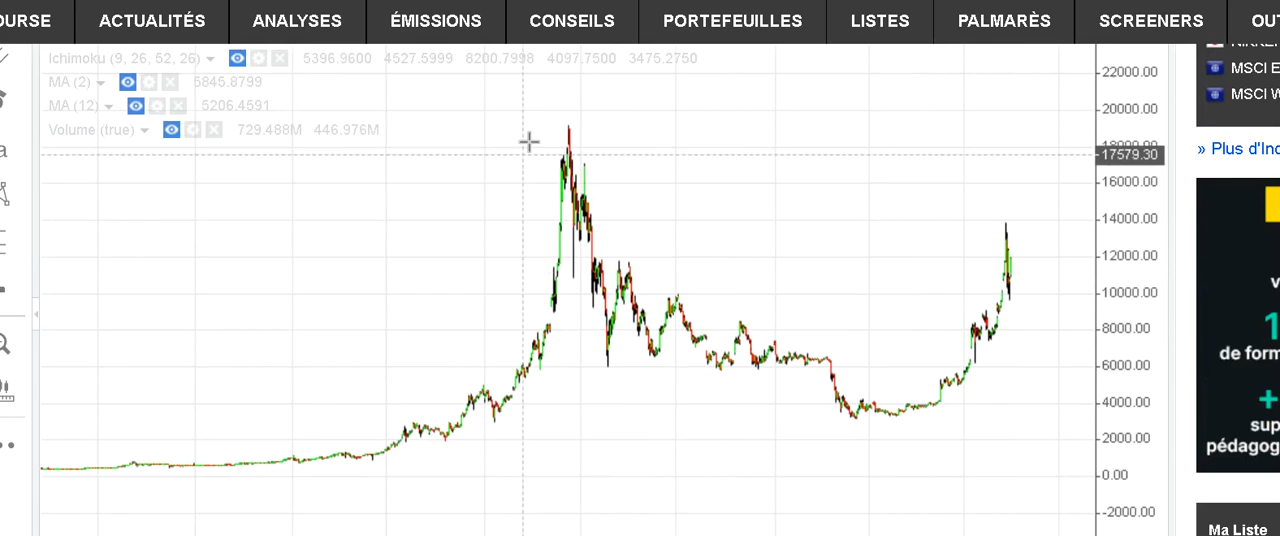 OURSE ACTUALITÉS ANALYSES ÉMISSIONS CONSEILS PORTEFEUILLES LISTES PALMARÈS SCREENERS OUT
Ichimoku (9, 26, 52, 26) 5396.9600 4527.5999 8200.7998 4097.7500 3475.2750
MA (2) 5845.8799
MA (12) 5206.4591
Volume (true) 729.488M 446.976M
22000.00
20000.00
18000.00
17579.30
16000.00
14000.00
12000.00
10000.00
8000.00
6000.00
4000.00
2000.00
0.00
-2000.00
a
MSCI E
MSCI W
» Plus d'Ind
v
1
de form
+
sup
pédagog
Ma Liste